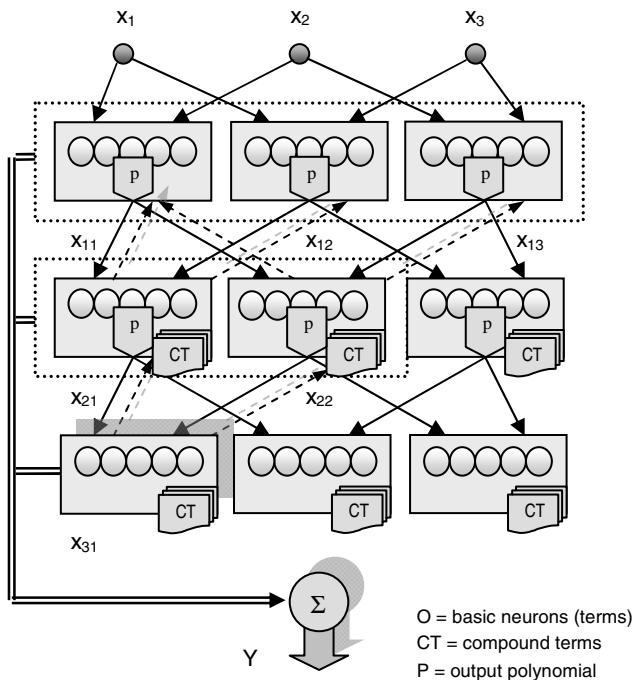 x1 x2 x3
p p p
x11 x12 x13
p p p
CT CT CT
x21 x22
CT CT CT
x31
Σ
O = basic neurons (terms)
CT = compound terms
Y
P = output polynomial